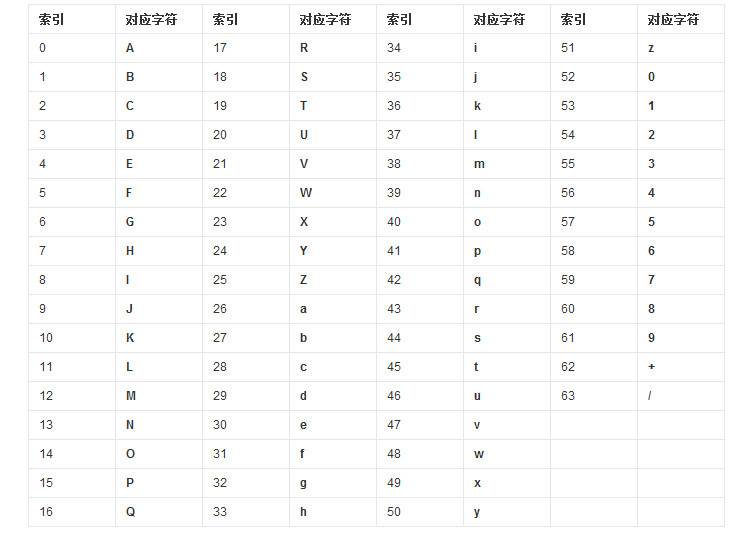 索引 对应字符 索引 对应字符 索引 对应字符 索引 对应字符
0 A 17 R 34 i 51 z
1 B 18 S 35 j 52 0
2 C 19 T 36 k 53 1
3 D 20 U 37 l 54 2
4 E 21 V 38 m 55 3
5 F 22 W 39 n 56 4
6 G 23 X 40 o 57 5
7 H 24 Y 41 p 58 6
8 I 25 Z 42 q 59 7
9 J 26 a 43 r 60 8
10 K 27 b 44 s 61 9
11 L 28 c 45 t 62 +
12 M 29 d 46 u 63 /
13 N 30 e 47 v
14 O 31 f 48 w
15 P 32 g 49 x
16 Q 33 h 50 y